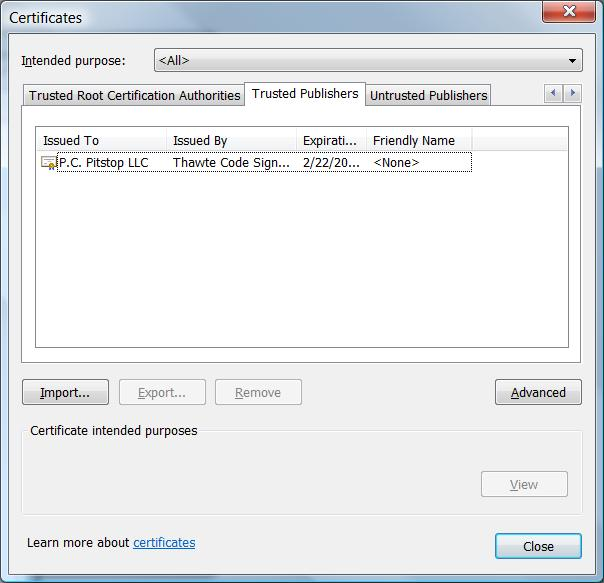 Certificates
Intended purpose: <All>
Trusted Root Certification Authorities Trusted Publishers Untrusted Publishers
Issued To Issued By Expirati... Friendly Name
P.C. Pitstop LLC Thawte Code Sign... 2/22/20... <None>
Import... Export... Remove Advanced
Certificate intended purposes
View
Learn more about certificates
Close